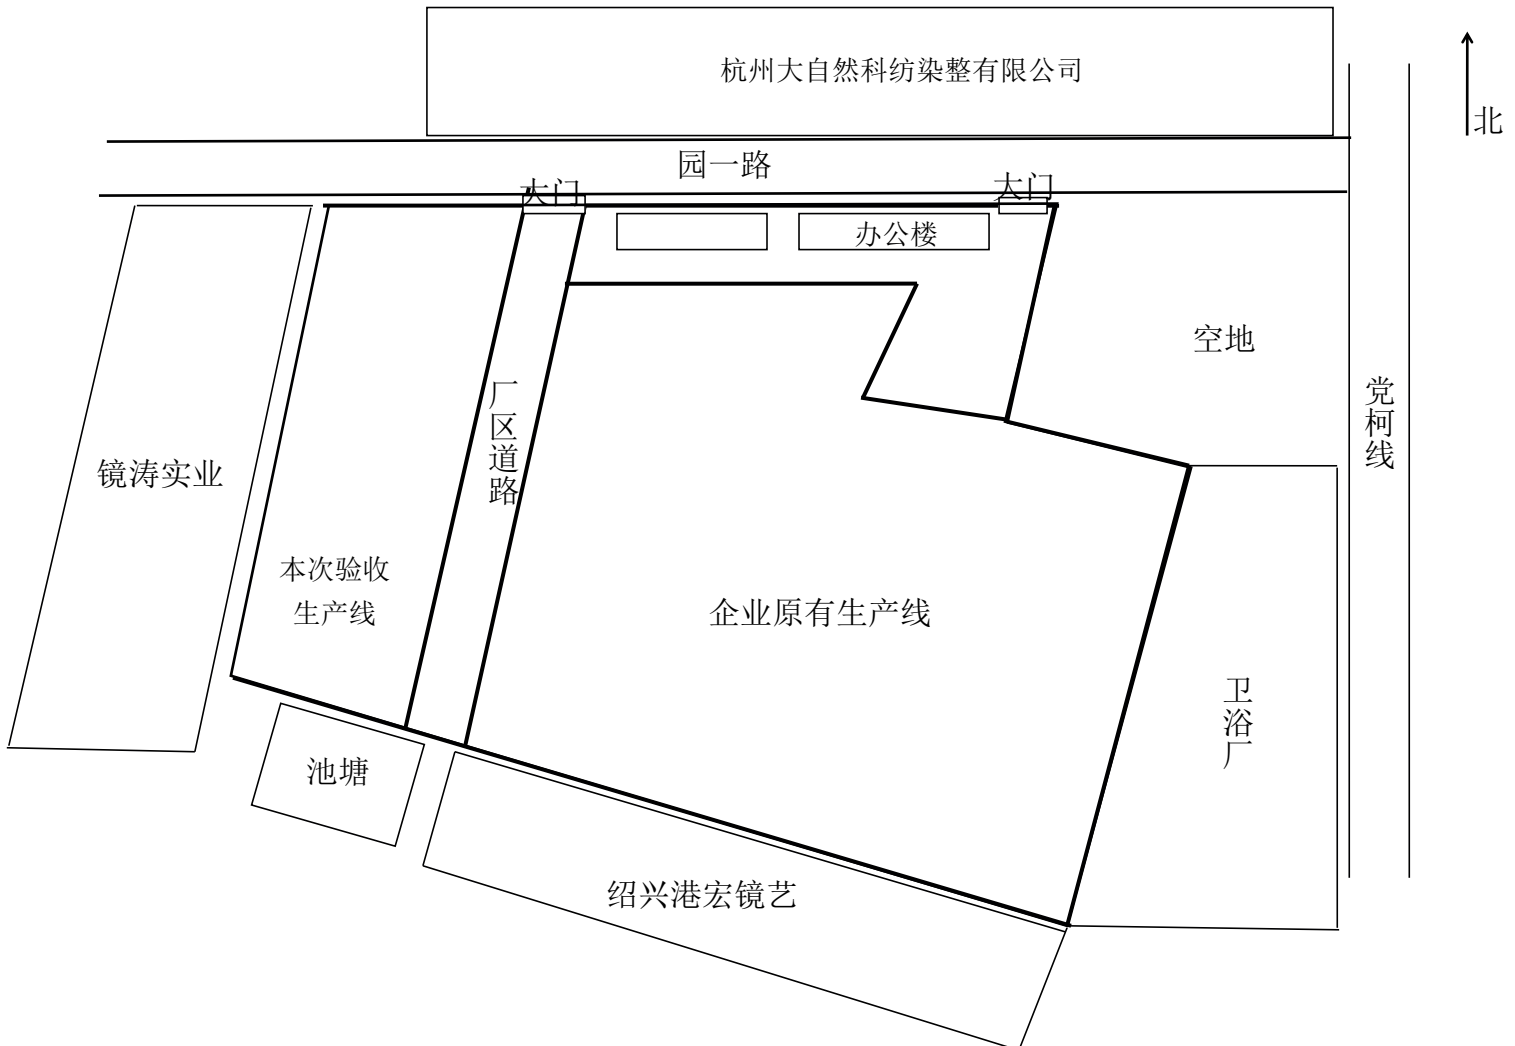 杭州大自然科纺染整有限公司
北
园一路
大门
大门
办公楼
空地
党柯线
厂区道路
镜涛实业
本次验收
生产线
企业原有生产线
卫浴厂
池塘
绍兴港宏镜艺